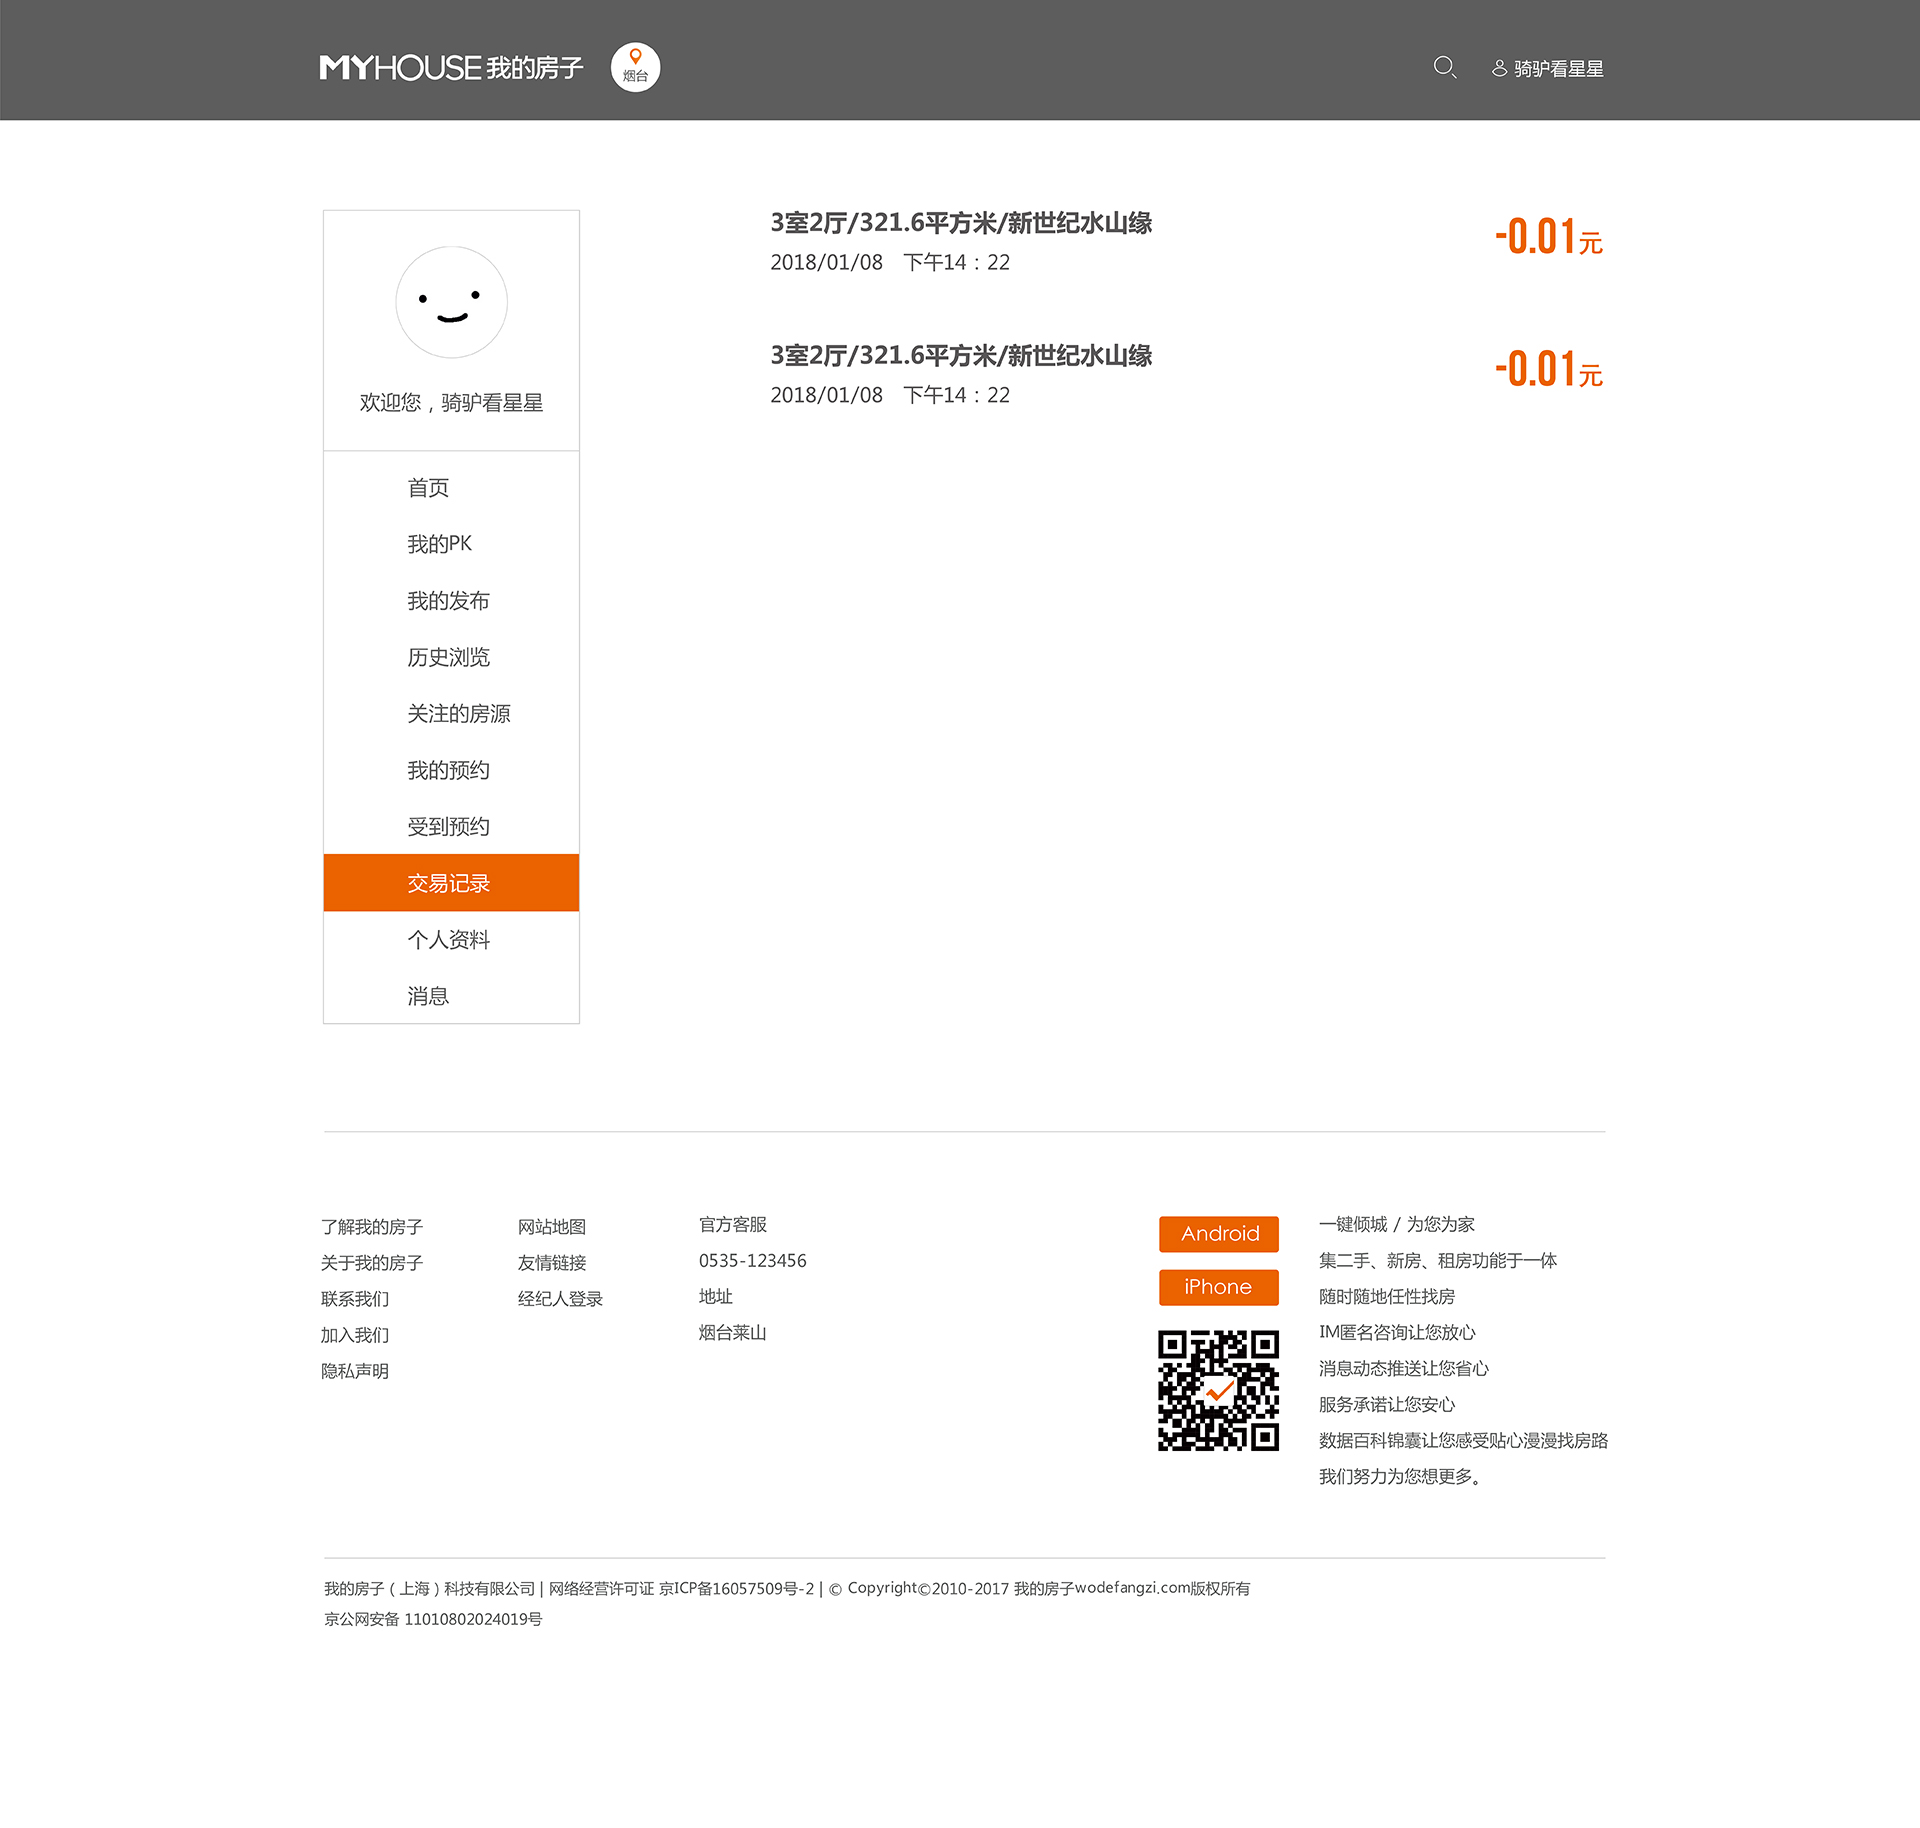 MYHOUSE 我的房子
烟台
骑驴看星星
欢迎您，骑驴看星星
首页
我的PK
我的发布
历史浏览
关注的房源
我的预约
受到预约
交易记录
个人资料
消息
3室2厅/321.6平方米/新世纪水山缘
-0.01元
2018/01/08 下午14：22
3室2厅/321.6平方米/新世纪水山缘
-0.01元
2018/01/08 下午14：22
了解我的房子
关于我的房子
联系我们
加入我们
隐私声明
网站地图
友情链接
经纪人登录
官方客服
0535-123456
地址
烟台莱山
Android
iPhone
一键倾城 / 为您为家
集二手、新房、租房功能于一体
随时随地任性找房
IM匿名咨询让您放心
消息动态推送让您省心
服务承诺让您安心
数据百科锦囊让您感受贴心漫漫找房路
我们努力为您想更多。
我的房子（上海）科技有限公司 | 网络经营许可证 京ICP备16057509号-2 | © Copyright©2010-2017 我的房子wodefangzi.com版权所有
京公网安备 11010802024019号